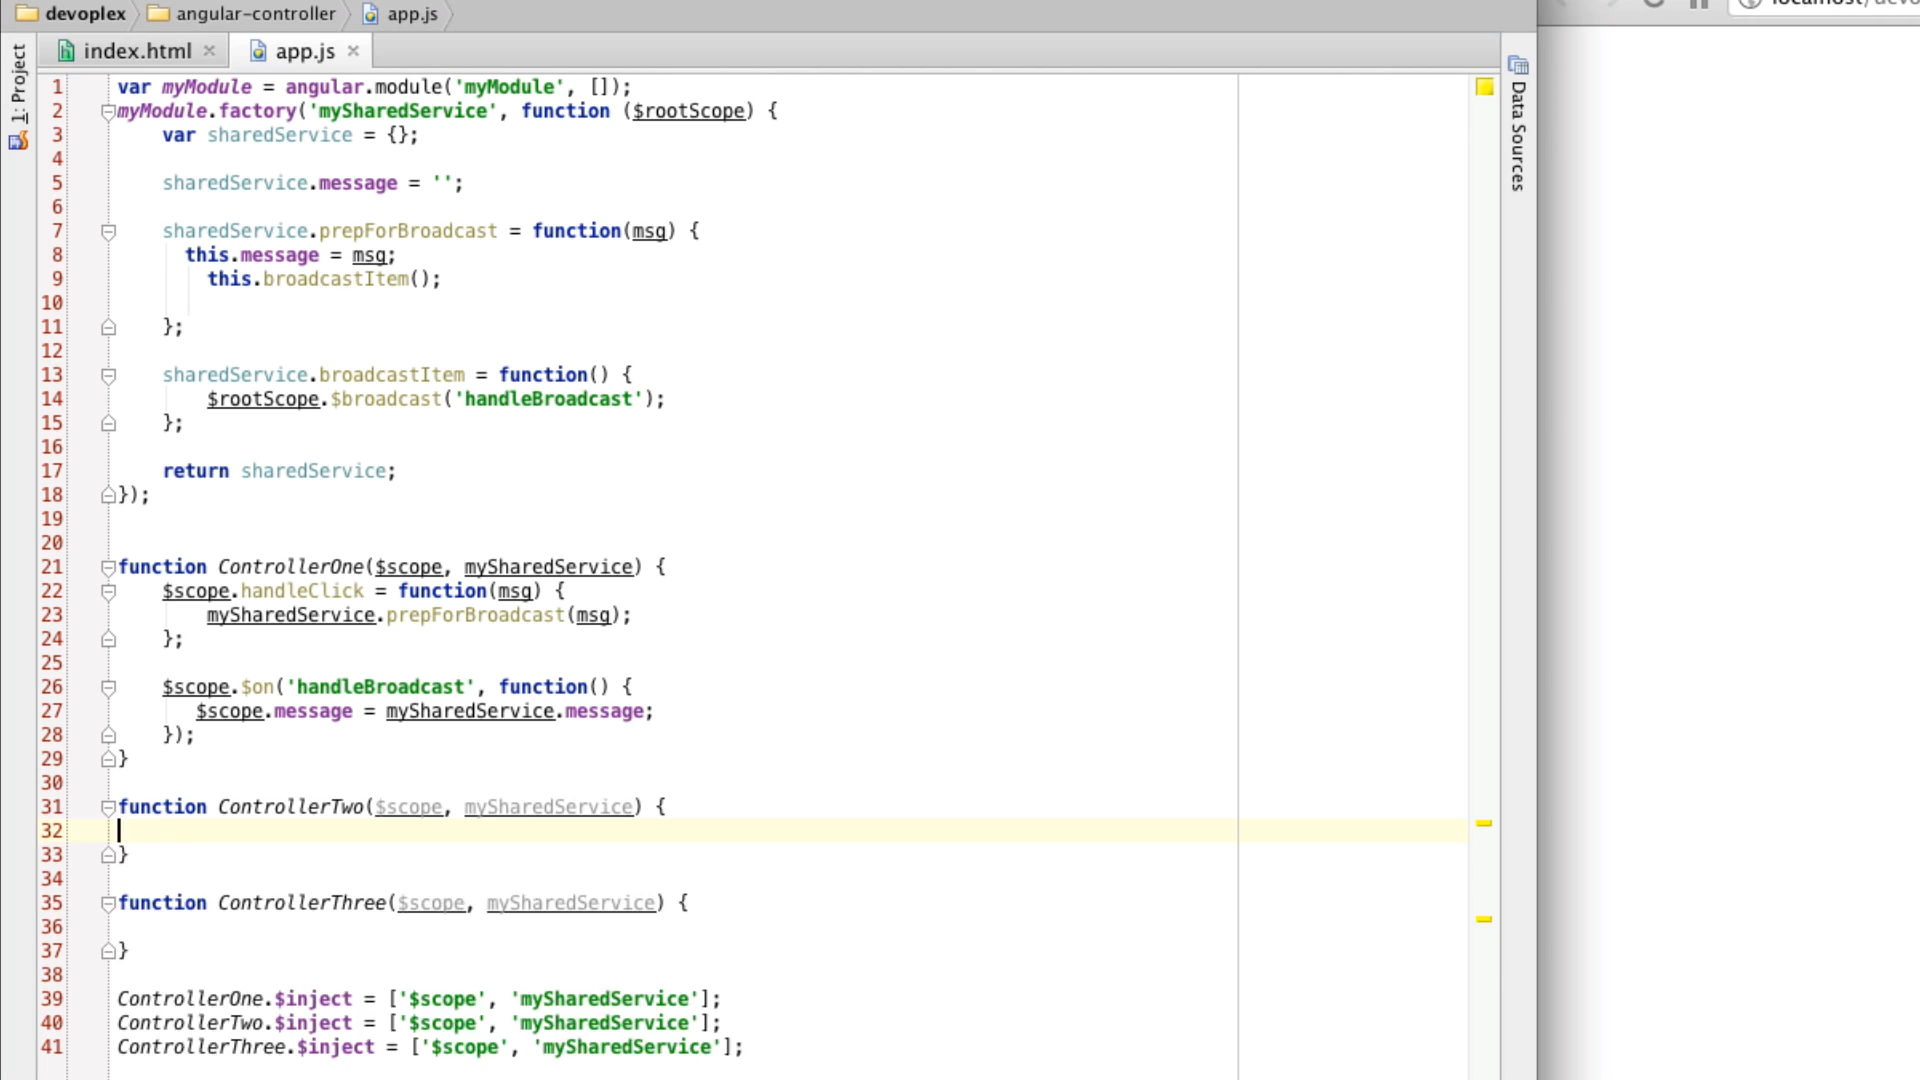 devoplex angular-controller app.js
index.html app.js
1: Project
Data Sources
1 var myModule = angular.module('myModule', []);
2 myModule.factory('mySharedService', function ($rootScope) {
3 var sharedService = {};
4
5 sharedService.message = '';
6
7 sharedService.prepForBroadcast = function(msg) {
8 this.message = msg;
9 this.broadcastItem();
10
11 };
12
13 sharedService.broadcastItem = function() {
14 $rootScope.$broadcast('handleBroadcast');
15 };
16
17 return sharedService;
18 });
19
20
21 function ControllerOne($scope, mySharedService) {
22 $scope.handleClick = function(msg) {
23 mySharedService.prepForBroadcast(msg);
24 };
25
26 $scope.$on('handleBroadcast', function() {
27 $scope.message = mySharedService.message;
28 });
29 }
30
31 function ControllerTwo($scope, mySharedService) {
32
33 }
34
35 function ControllerThree($scope, mySharedService) {
36
37 }
38
39 ControllerOne.$inject = ['$scope', 'mySharedService'];
40 ControllerTwo.$inject = ['$scope', 'mySharedService'];
41 ControllerThree.$inject = ['$scope', 'mySharedService'];